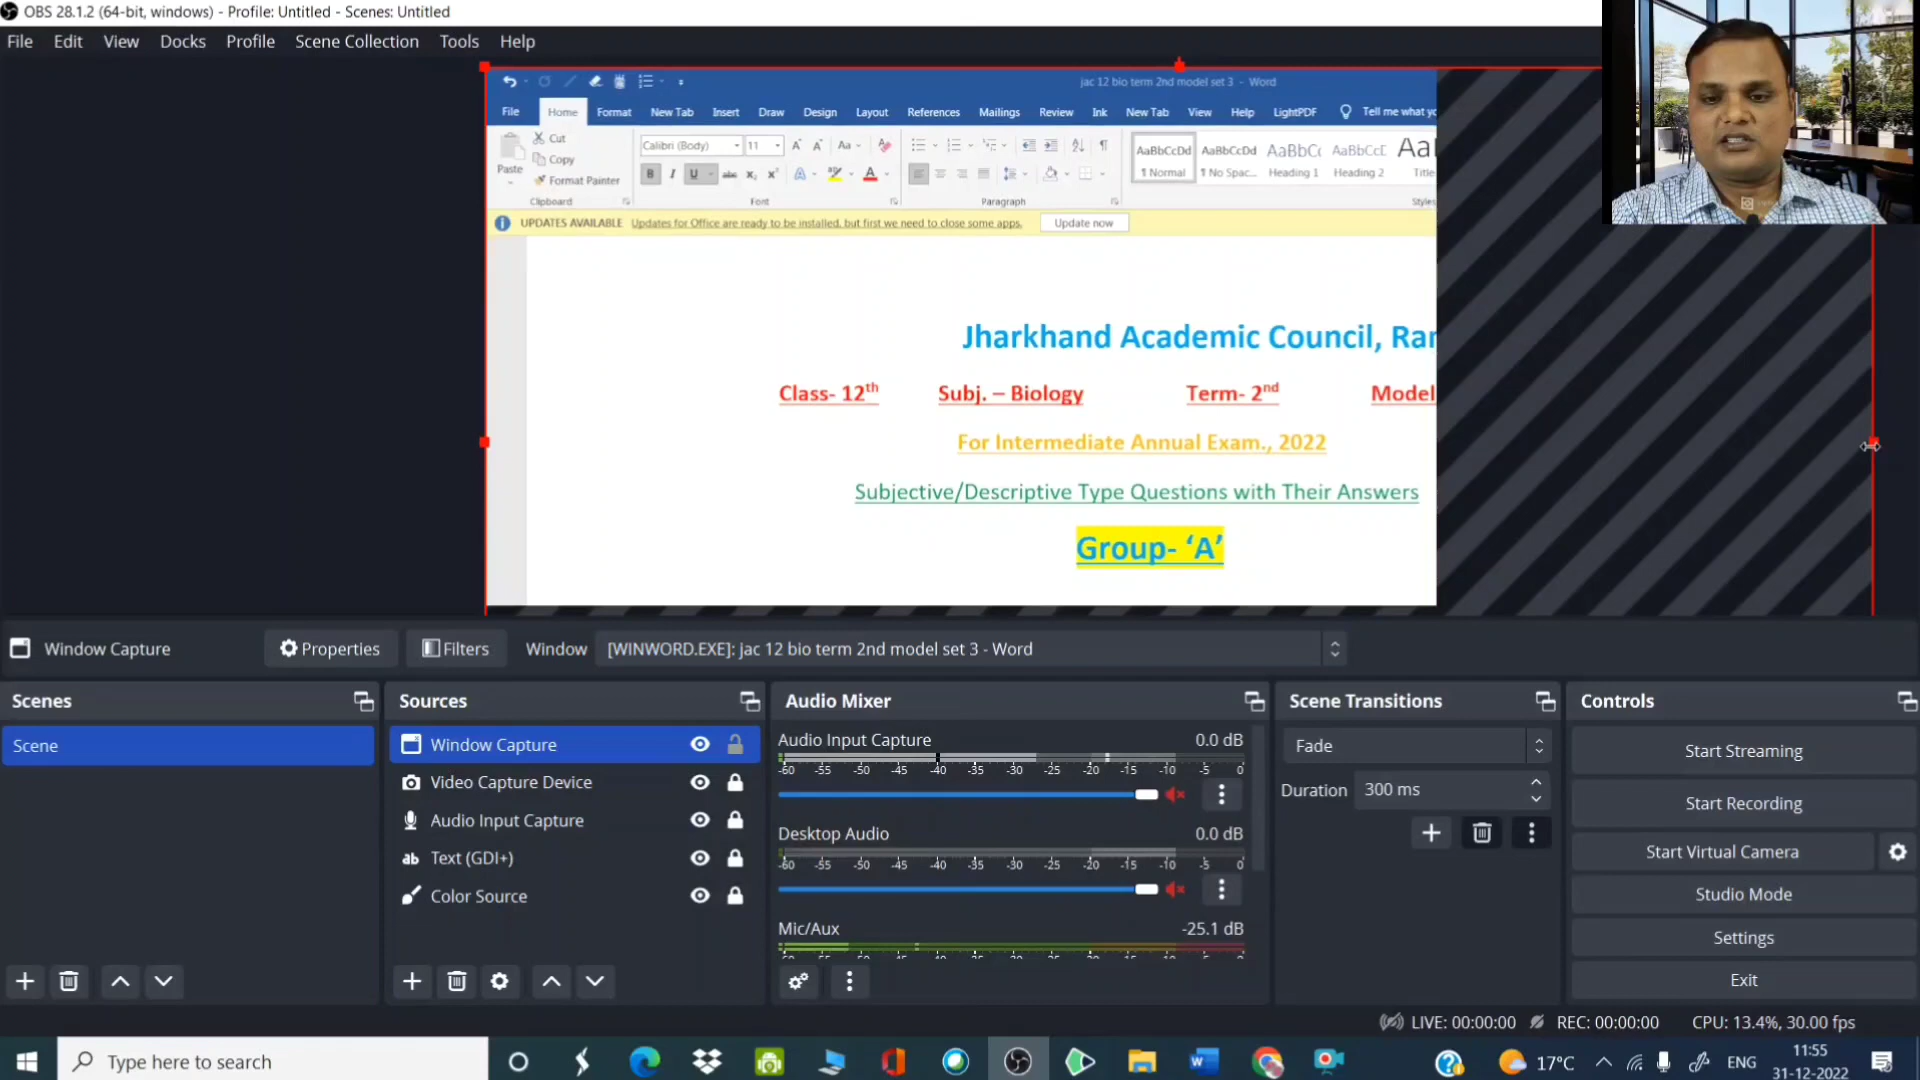 OBS 28.1.2 (64-bit, windows) - Profile: Untitled - Scenes: Untitled
File Edit View Docks Profile Scene Collection Tools Help
jac 12 bio term 2nd model set 3 - Word
File Home Format New Tab Insert Draw Design Layout References Mailings Review Ink New Tab View Help LightPDF Tell me what yo
Cut
Copy
Format Painter
Paste
Calibri (Body) 11
AaBbCcDd AaBbCcDd AaBbCc AaBbCcD AaB
¶ Normal ¶ No Spac... Heading 1 Heading 2 Title
Clipboard Font Paragraph Styles
UPDATES AVAILABLE Updates for Office are ready to be installed, but first we need to close some apps. Update now
Jharkhand Academic Council, Ran
Class- 12th Subj. – Biology Term- 2nd Model
For Intermediate Annual Exam., 2022
Subjective/Descriptive Type Questions with Their Answers
Group- ‘A’
Window Capture Properties Filters Window [WINWORD.EXE]: jac 12 bio term 2nd model set 3 - Word
Scenes
Scene
Sources
Window Capture
Video Capture Device
Audio Input Capture
Text (GDI+)
Color Source
Audio Mixer
Audio Input Capture 0.0 dB
-60 -55 -50 -45 -40 -35 -30 -25 -20 -15 -10 -5 0
Desktop Audio 0.0 dB
-60 -55 -50 -45 -40 -35 -30 -25 -20 -15 -10 -5 0
Mic/Aux -25.1 dB
Scene Transitions
Fade
Duration 300 ms
Controls
Start Streaming
Start Recording
Start Virtual Camera
Studio Mode
Settings
Exit
LIVE: 00:00:00 REC: 00:00:00 CPU: 13.4%, 30.00 fps
Type here to search
17°C ENG
11:55
31-12-2022